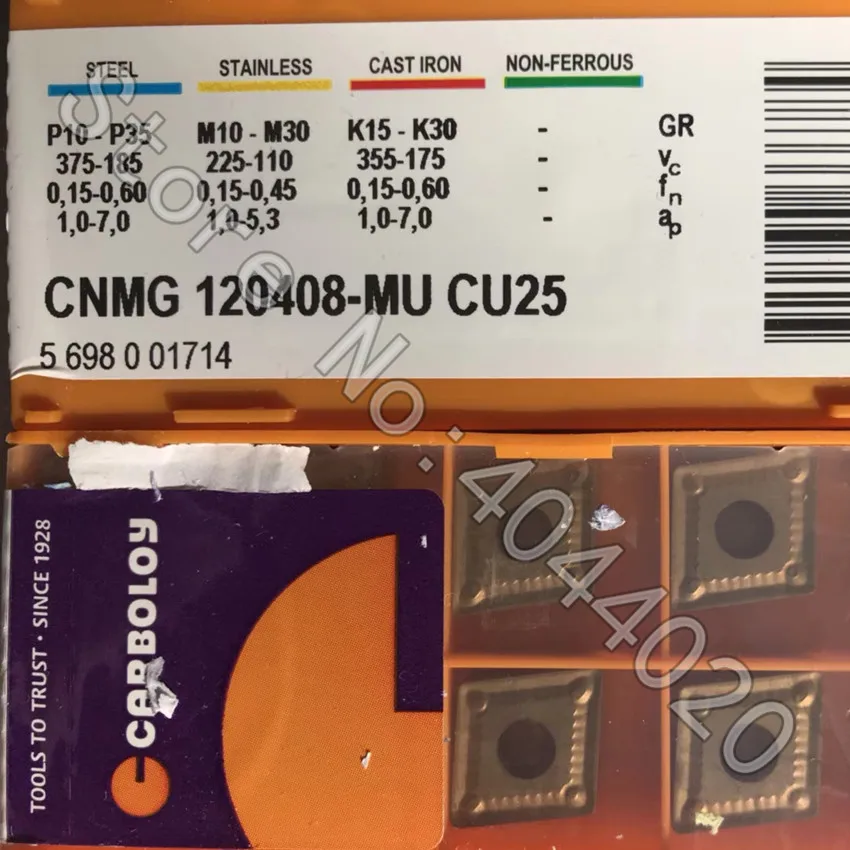 STEEL STAINLESS CAST IRON NON-FERROUS
P10 - P35 M10 - M30 K15 - K30 - GR
375-185 225-110 355-175 - vc
0,15-0,60 0,15-0,45 0,15-0,60 - fn
1,0-7,0 1,0-5,3 1,0-7,0 - ap
CNMG 120408-MU CU25
5 698 0 01714
Store No.: 4044020
TOOLS TO TRUST · SINCE 1928
CARBOLOY